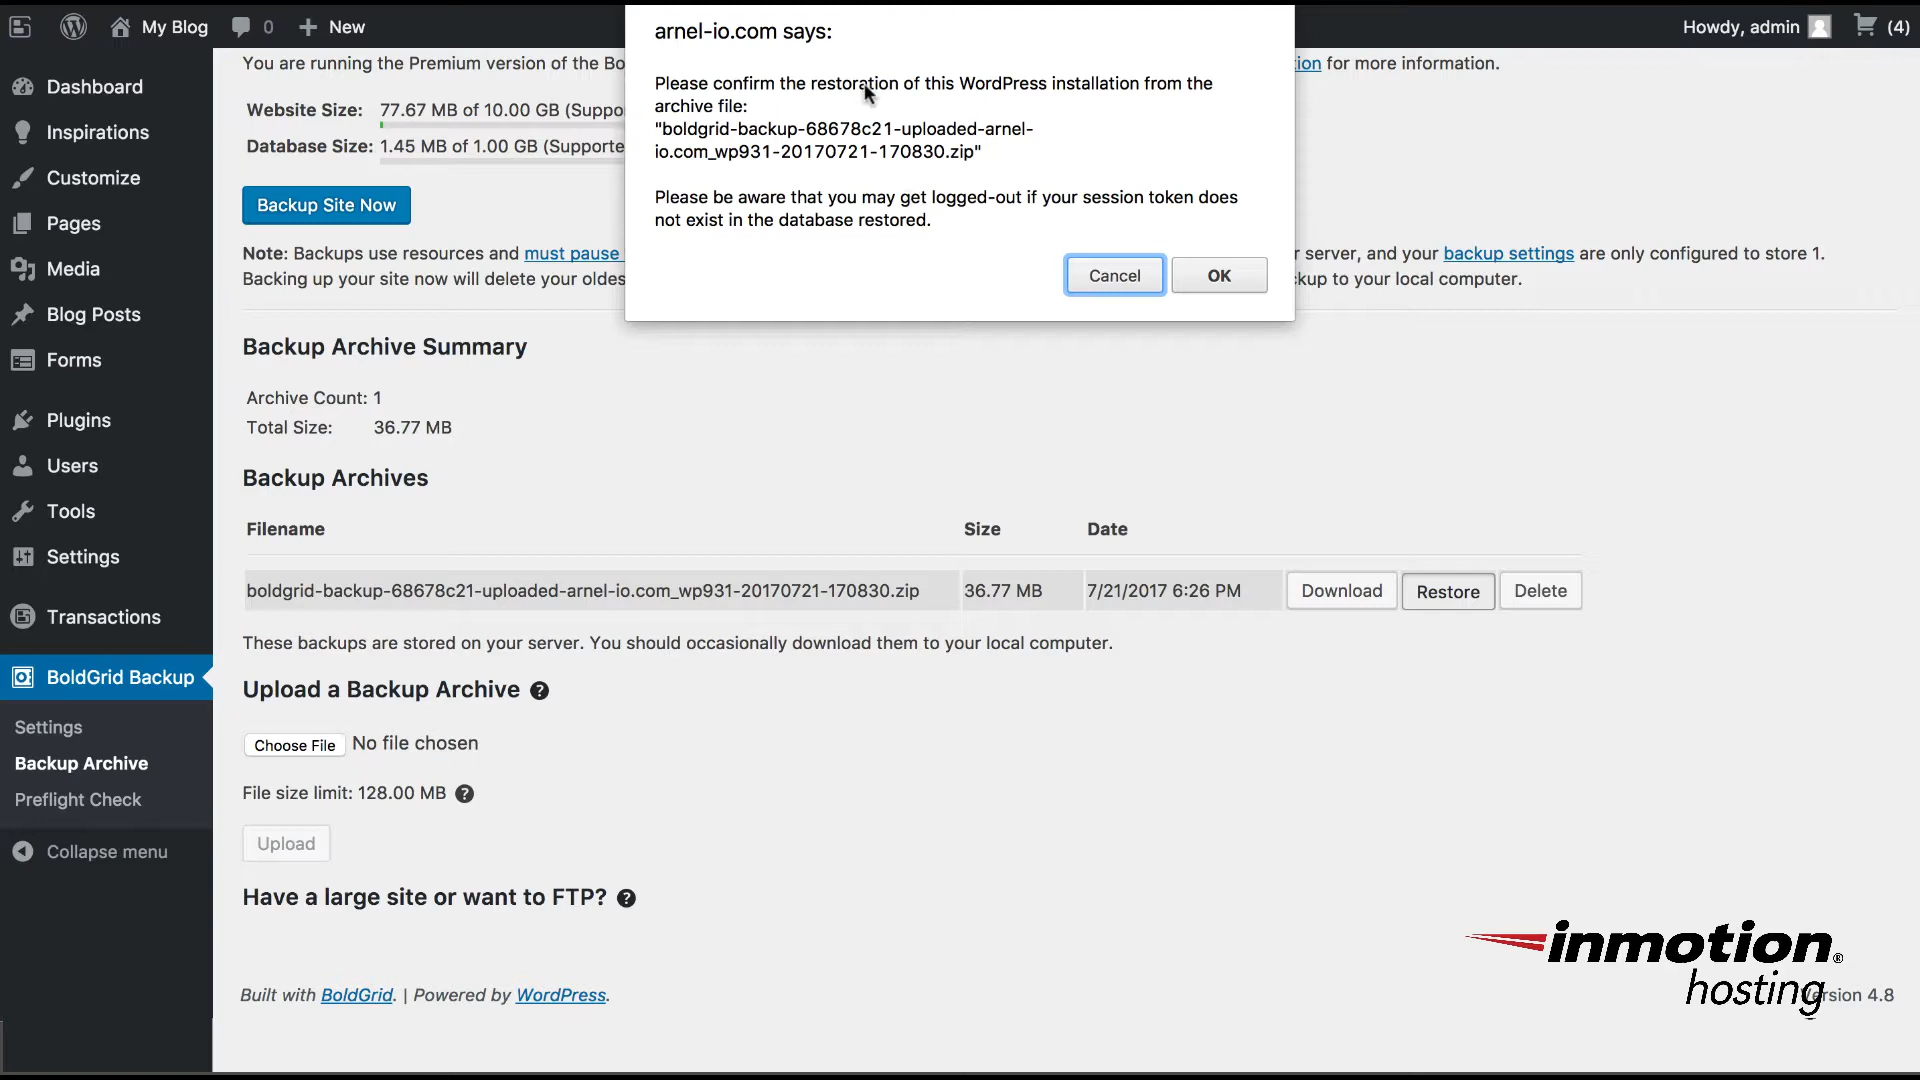 My Blog
0
New
Howdy, admin
(4)
Dashboard
Inspirations
Customize
Pages
Media
Blog Posts
Forms
Plugins
Users
Tools
Settings
Transactions
BoldGrid Backup
Settings
Backup Archive
Preflight Check
Collapse menu
arnel-io.com says:
Please confirm the restoration of this WordPress installation from the
archive file:
"boldgrid-backup-68678c21-uploaded-arnel-
io.com_wp931-20170721-170830.zip"
Please be aware that you may get logged-out if your session token does
not exist in the database restored.
Cancel
OK
You are running the Premium version of the Bo
tion for more information.
Website Size: 77.67 MB of 10.00 GB (Suppo
Database Size: 1.45 MB of 1.00 GB (Supporte
Backup Site Now
Note: Backups use resources and must pause r server, and your backup settings are only configured to store 1.
Backing up your site now will delete your oldes kup to your local computer.
Backup Archive Summary
Archive Count: 1
Total Size: 36.77 MB
Backup Archives
Filename Size Date
boldgrid-backup-68678c21-uploaded-arnel-io.com_wp931-20170721-170830.zip 36.77 MB 7/21/2017 6:26 PM Download Restore Delete
These backups are stored on your server. You should occasionally download them to your local computer.
Upload a Backup Archive ?
Choose File No file chosen
File size limit: 128.00 MB ?
Upload
Have a large site or want to FTP? ?
Built with BoldGrid. | Powered by WordPress.
inmotion®
hosting
Version 4.8